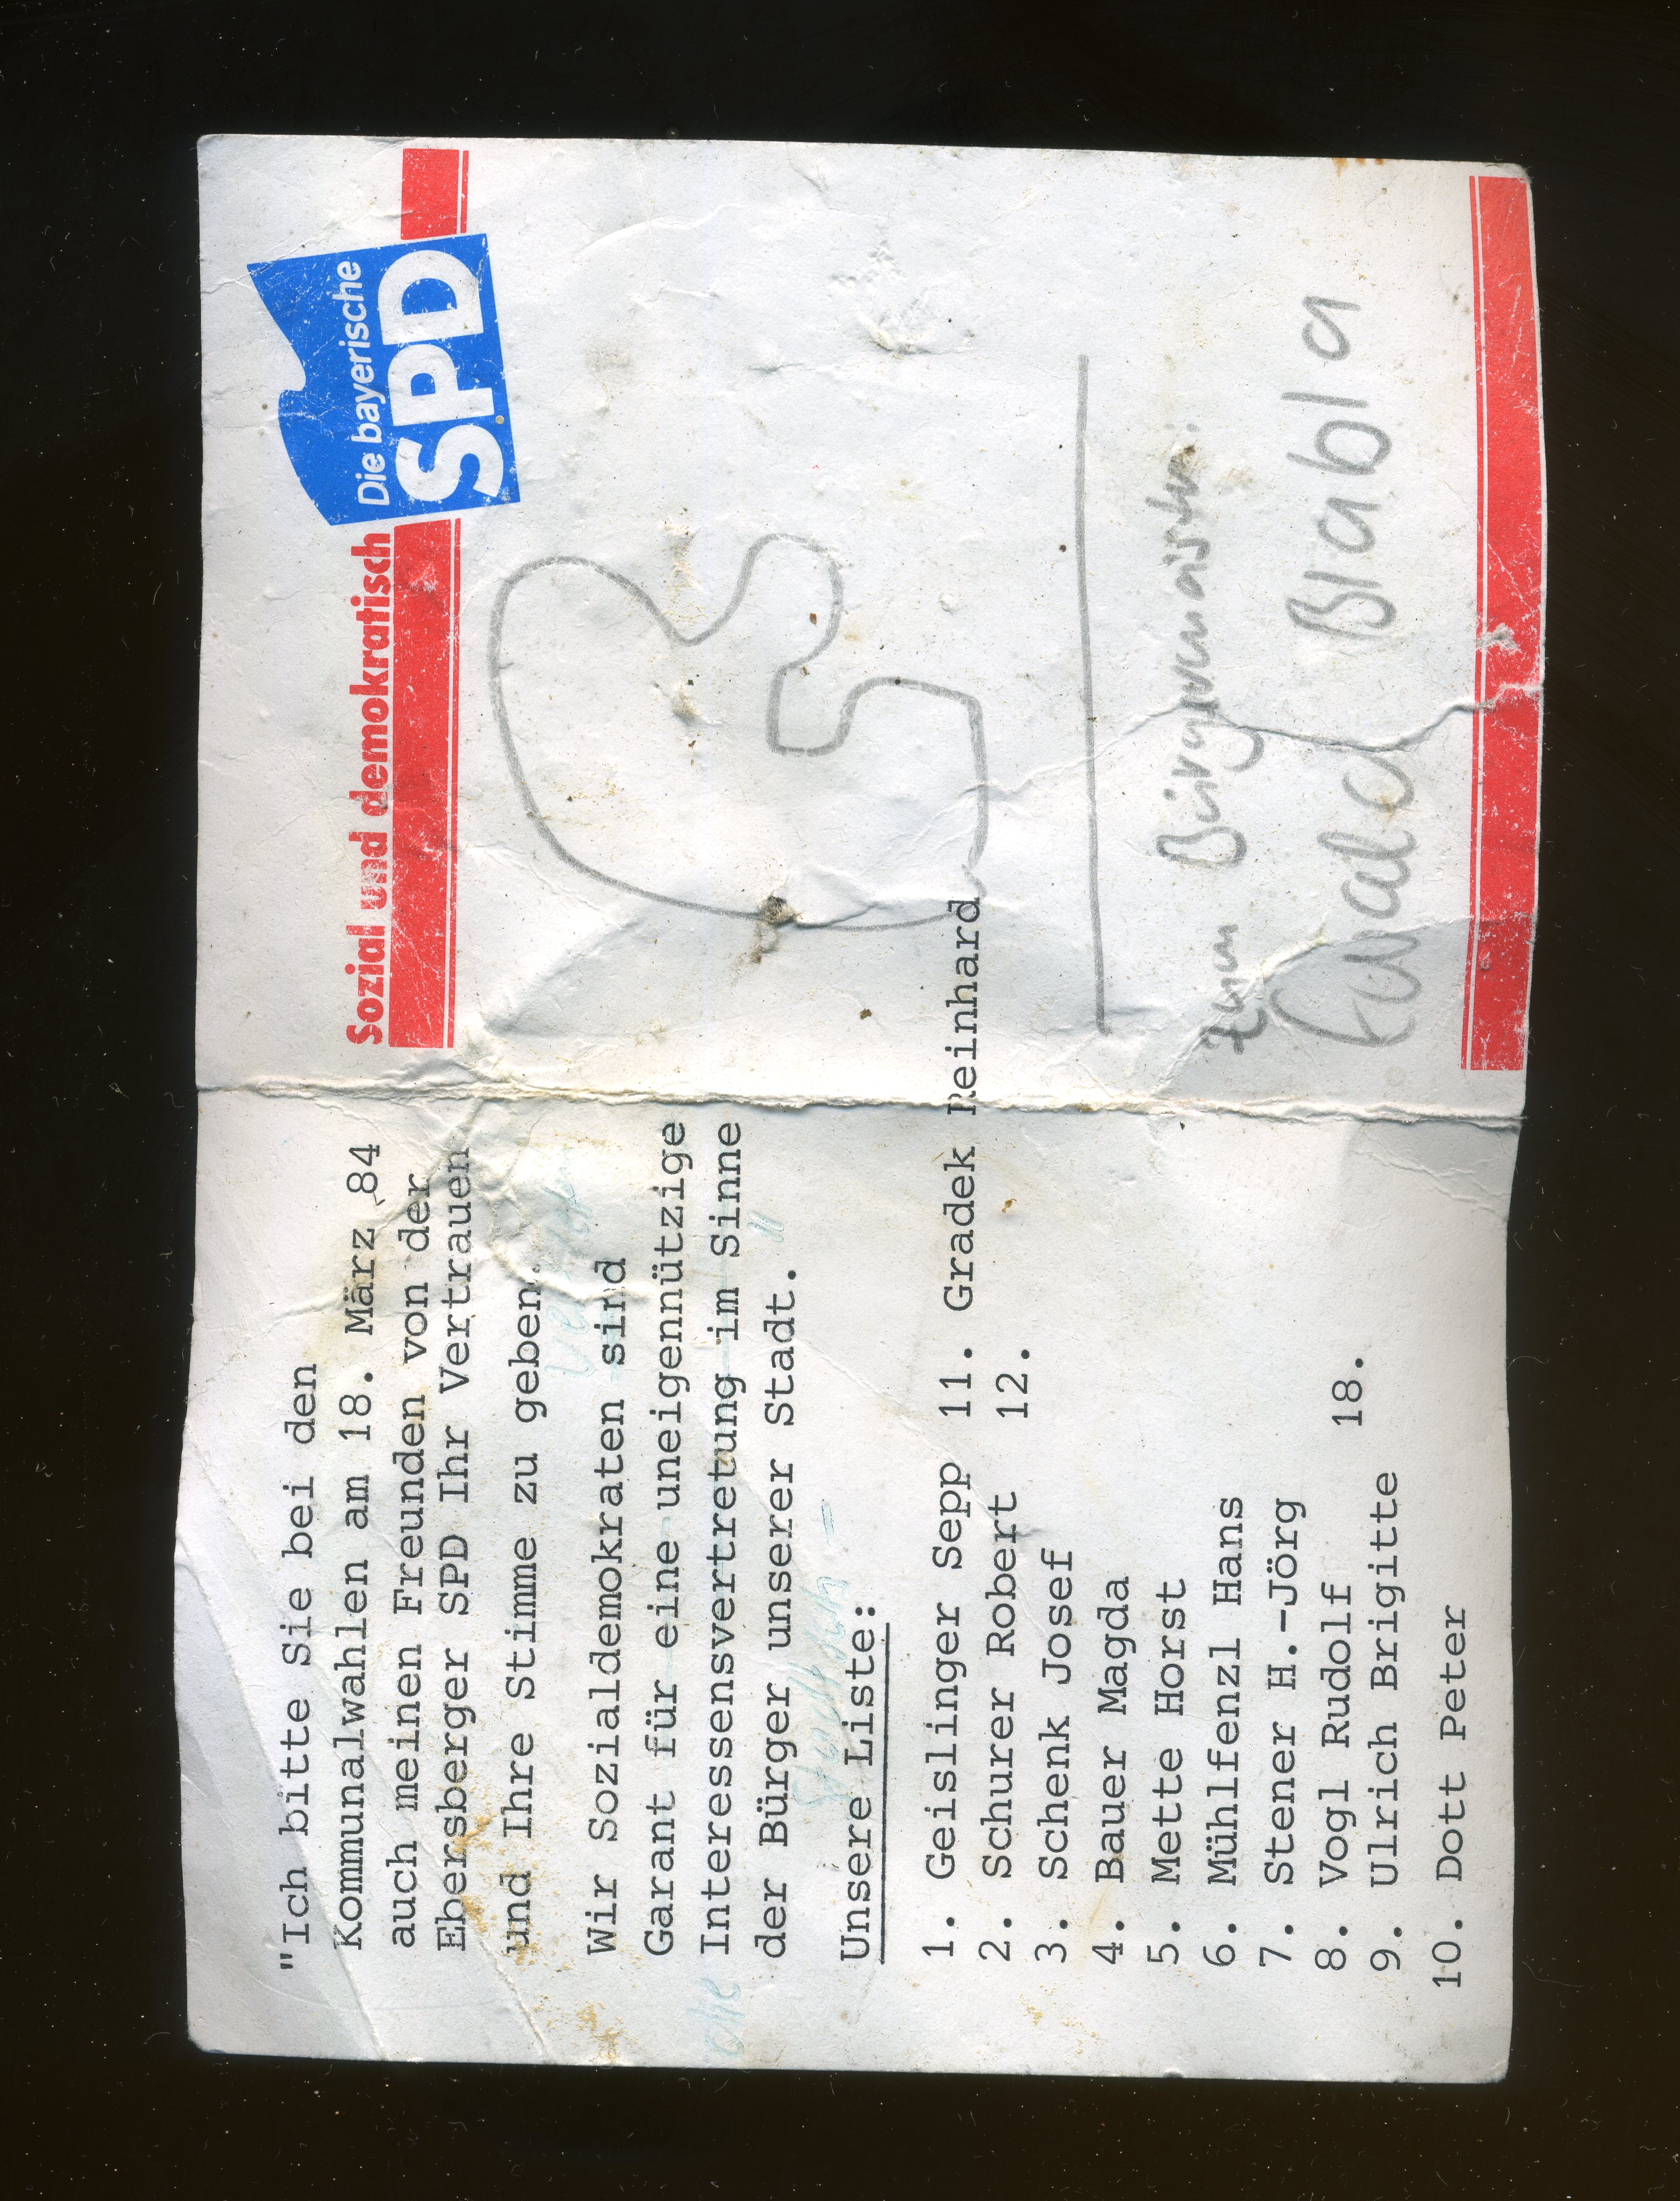 "Ich bitte Sie bei den
Kommunalwahlen am 18. März 84
auch meinen Freunden von der
Ebersberger SPD Ihr Vertrauen
und Ihre Stimme zu geben.
Wir Sozialdemokraten sind
Garant für eine uneigennützige
Interessensvertretung im Sinne
der Bürger unserer Stadt."
Unsere Liste:
1. Geislinger Sepp 11. Gradek Reinhard
2. Schurer Robert 12.
3. Schenk Josef
4. Bauer Magda
5. Mette Horst
6. Mühlfenzl Hans
7. Stener H.-Jörg
8. Vogl Rudolf 18.
9. Ulrich Brigitte
10. Dott Peter
Sozial und demokratisch
Die bayerische
SPD
zum Bürgermeister:
Ewald Blabla